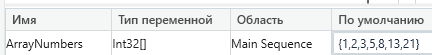 Имя Тип переменной Область По умолчанию
ArrayNumbers Int32[] Main Sequence {1,2,3,5,8,13,21}